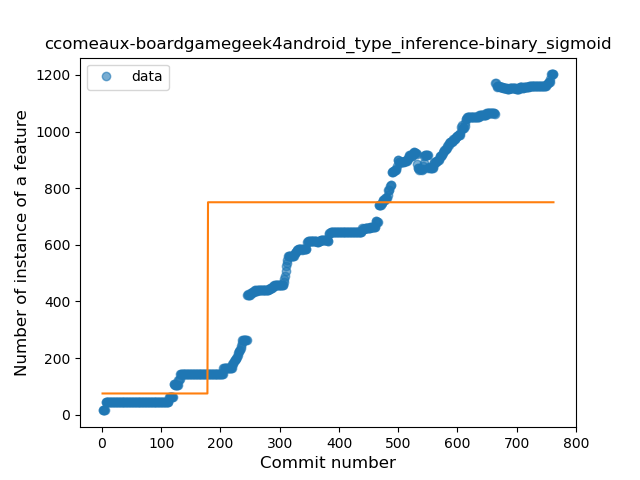 ccomeaux-boardgamegeek4android_type_inference-binary_sigmoid
data
Number of instance of a feature
1200
1000
800
600
400
200
0
0 100 200 300 400 500 600 700 800
Commit number